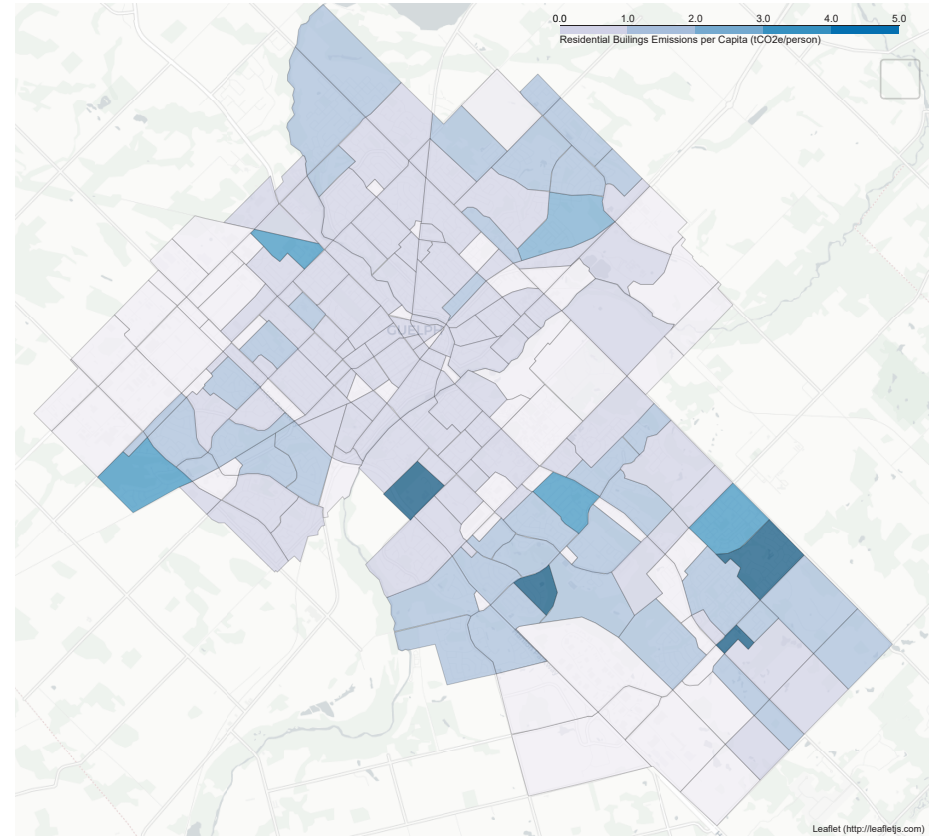 0.0 1.0 2.0 3.0 4.0 5.0
Residential Builings Emissions per Capita (tCO2e/person)
GUELPH
Leaflet (http://leafletjs.com)